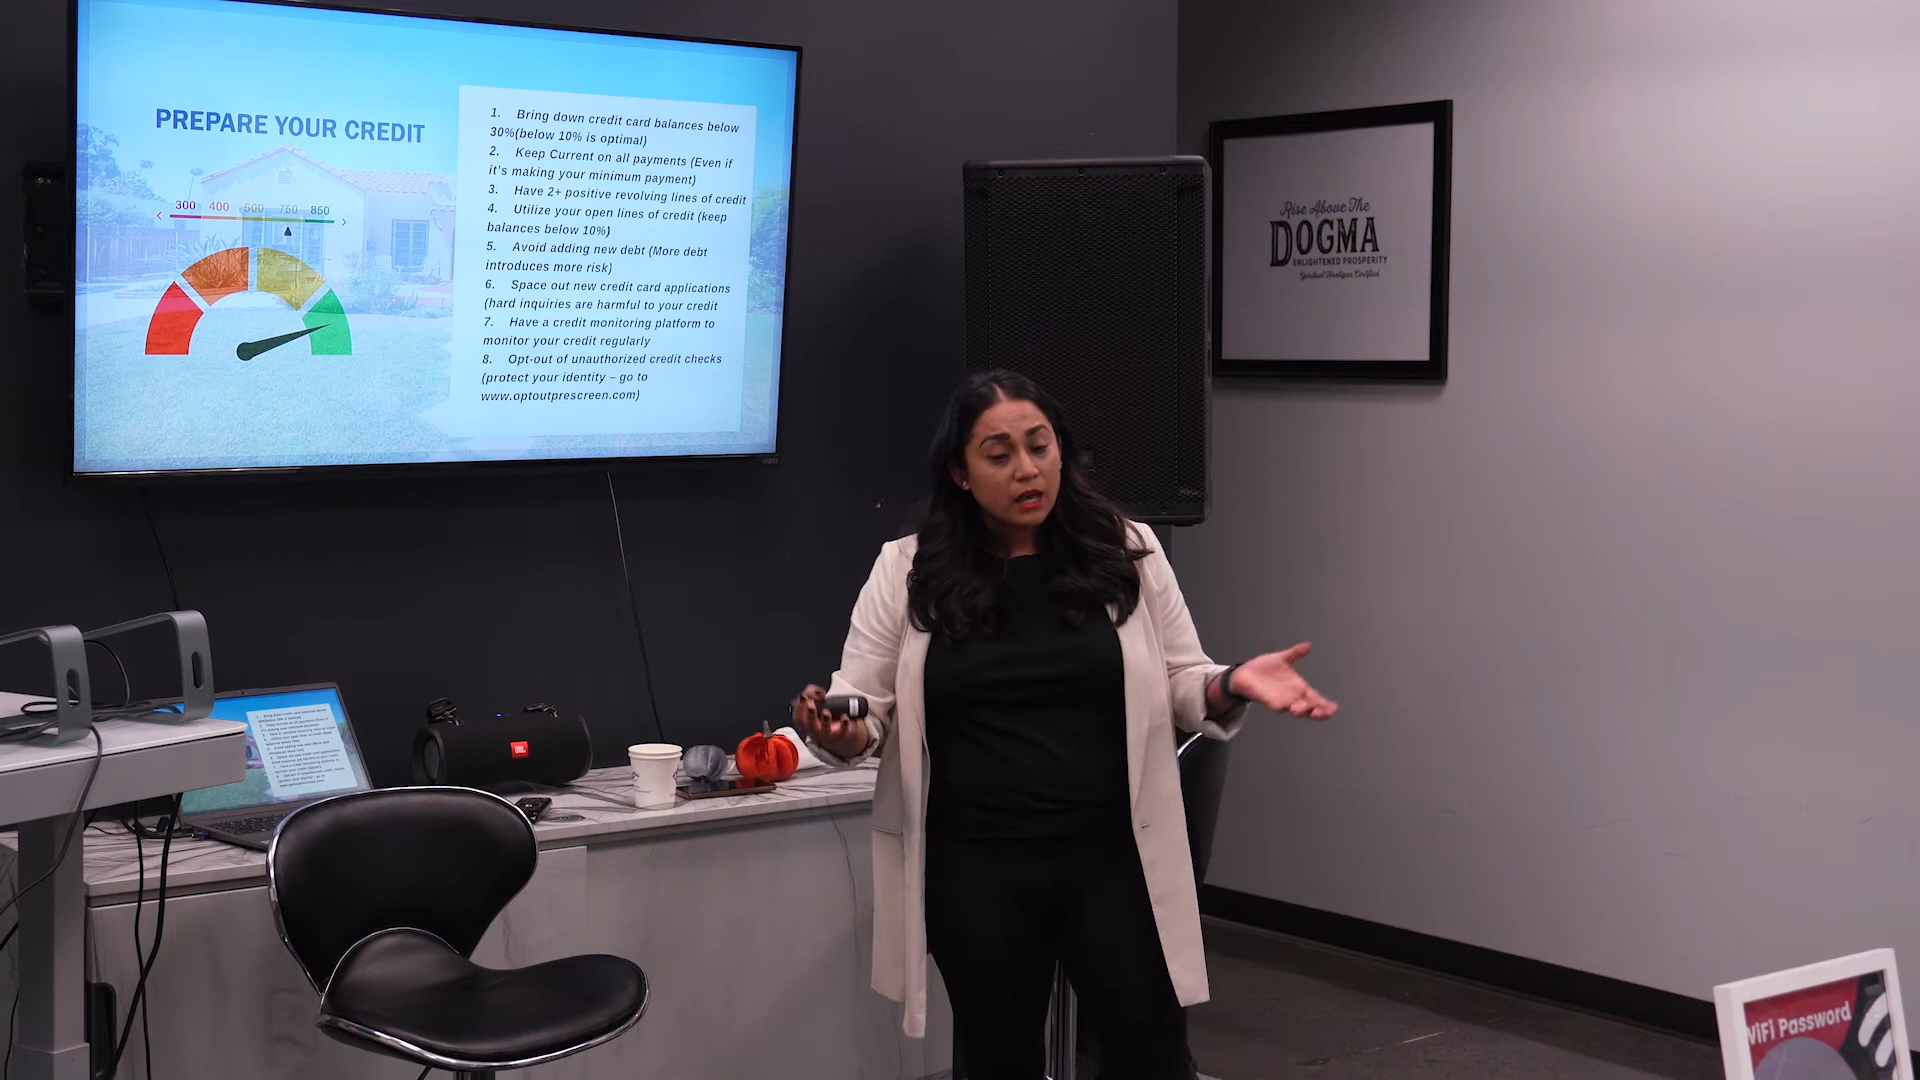 PREPARE YOUR CREDIT
300 400 500 750 850
1. Bring down credit card balances below
30%(below 10% is optimal)
2. Keep Current on all payments (Even if
it's making your minimum payment)
3. Have 2+ positive revolving lines of credit
4. Utilize your open lines of credit (keep
balances below 10%)
5. Avoid adding new debt (More debt
introduces more risk)
6. Space out new credit card applications
(hard inquiries are harmful to your credit
7. Have a credit monitoring platform to
monitor your credit regularly
8. Opt-out of unauthorized credit checks
(protect your identity – go to
www.optoutprescreen.com)
VIZIO
Rise Above The
DOGMA
ENLIGHTENED PROSPERITY
Spiritual Hooligan Certified
JBL
WiFi Password